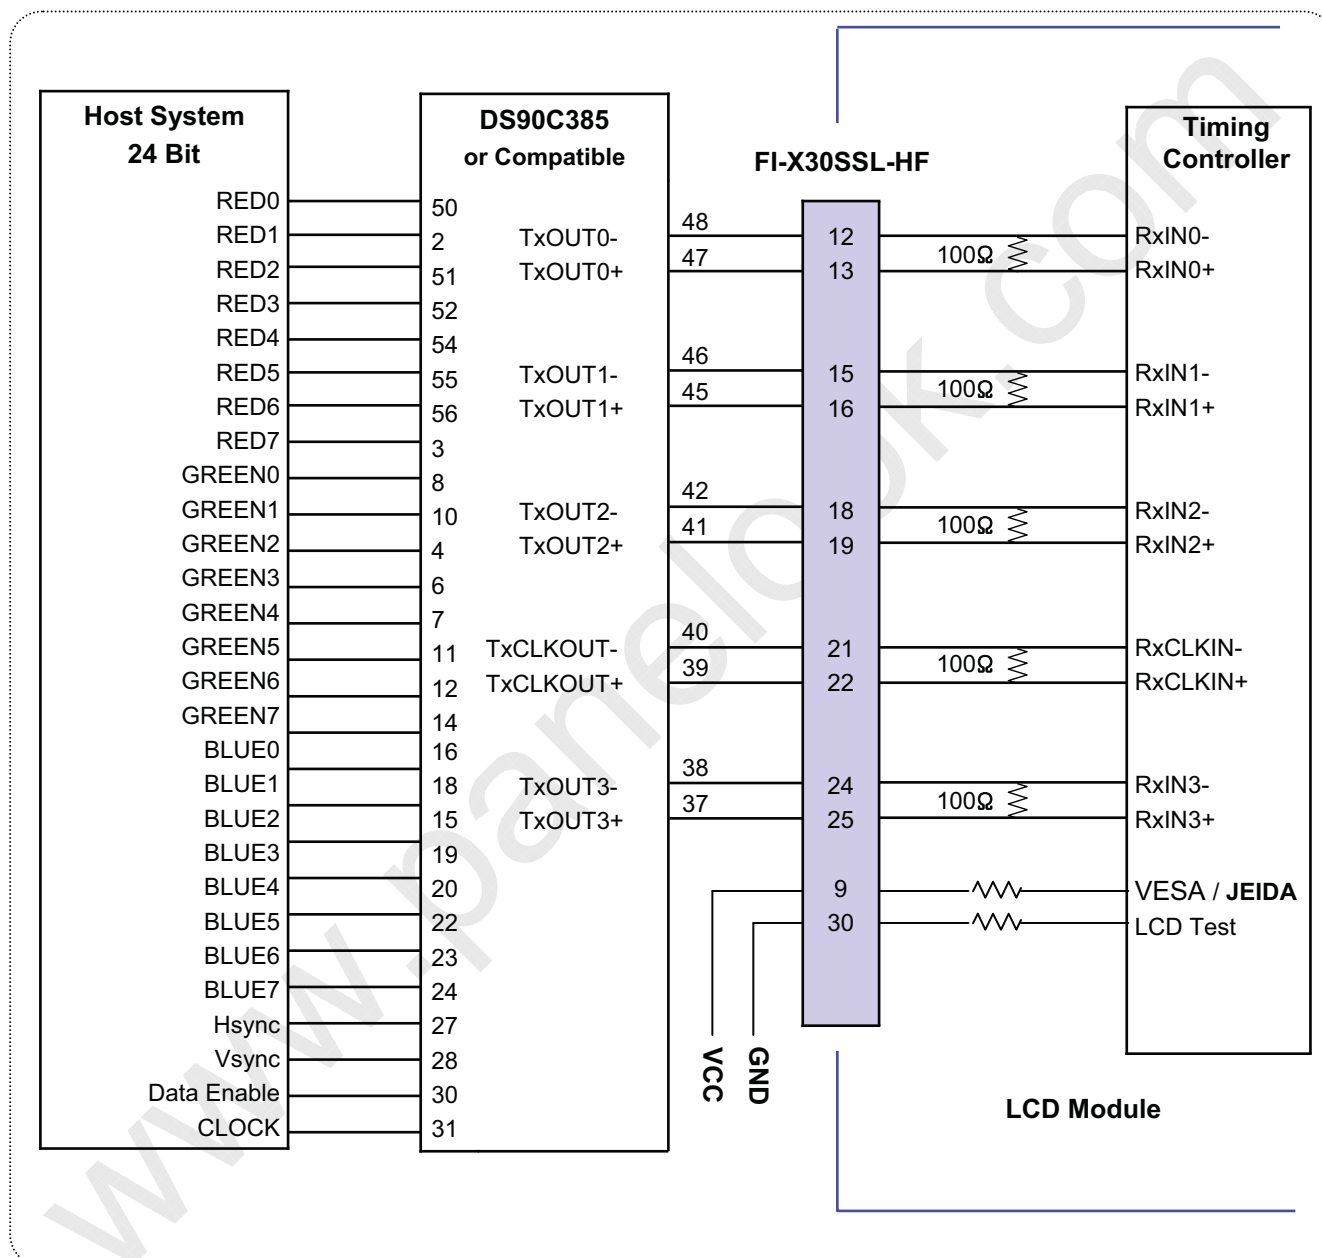 Host System
24 Bit
RED0
RED1
RED2
RED3
RED4
RED5
RED6
RED7
GREEN0
GREEN1
GREEN2
GREEN3
GREEN4
GREEN5
GREEN6
GREEN7
BLUE0
BLUE1
BLUE2
BLUE3
BLUE4
BLUE5
BLUE6
BLUE7
Hsync
Vsync
Data Enable
CLOCK
DS90C385
or Compatible
50
2
51
52
54
55
56
3
8
10
4
6
7
11
12
14
16
18
15
19
20
22
23
24
27
28
30
31
TxOUT0-
TxOUT0+
TxOUT1-
TxOUT1+
TxOUT2-
TxOUT2+
TxCLKOUT-
TxCLKOUT+
TxOUT3-
TxOUT3+
48
47
46
45
42
41
40
39
38
37
VCC
GND
FI-X30SSL-HF
12
13
15
16
18
19
21
22
24
25
9
30
100Ω
100Ω
100Ω
100Ω
100Ω
Timing
Controller
RxIN0-
RxIN0+
RxIN1-
RxIN1+
RxIN2-
RxIN2+
RxCLKIN-
RxCLKIN+
RxIN3-
RxIN3+
VESA / JEIDA
LCD Test
LCD Module
www.panelook.com